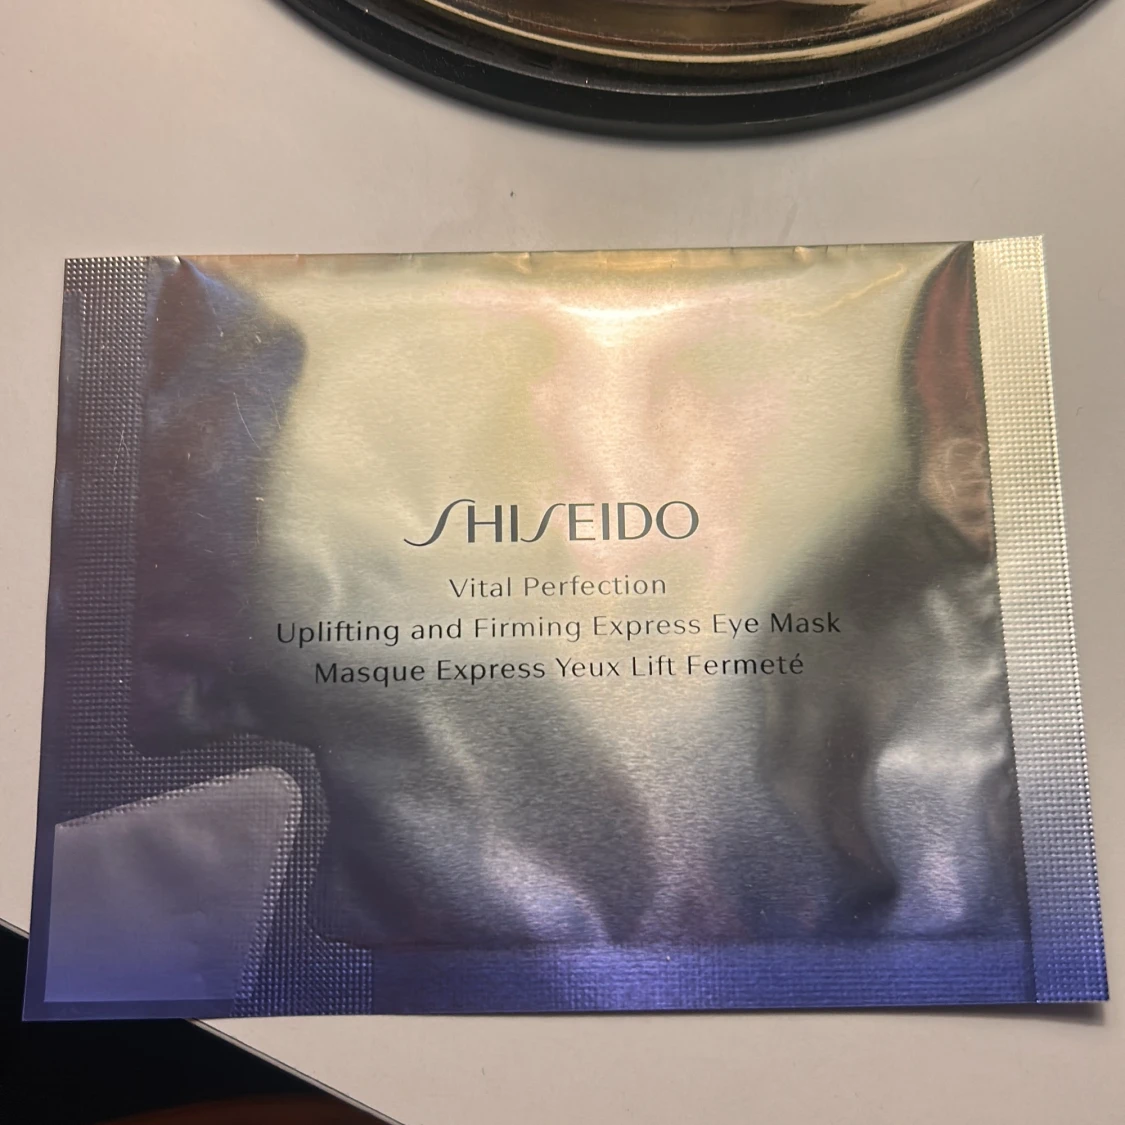 SHISEIDO
Vital Perfection
Uplifting and Firming Express Eye Mask
Masque Express Yeux Lift Fermeté